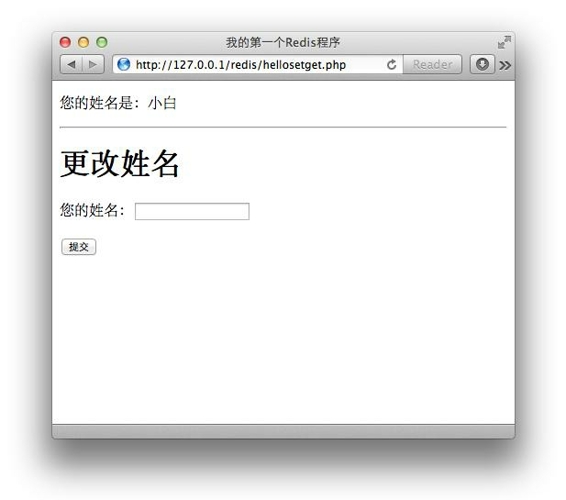 我的第一个Redis程序
http://127.0.0.1/redis/hellosetget.php
Reader
您的姓名是：小白
更改姓名
您的姓名：
提交